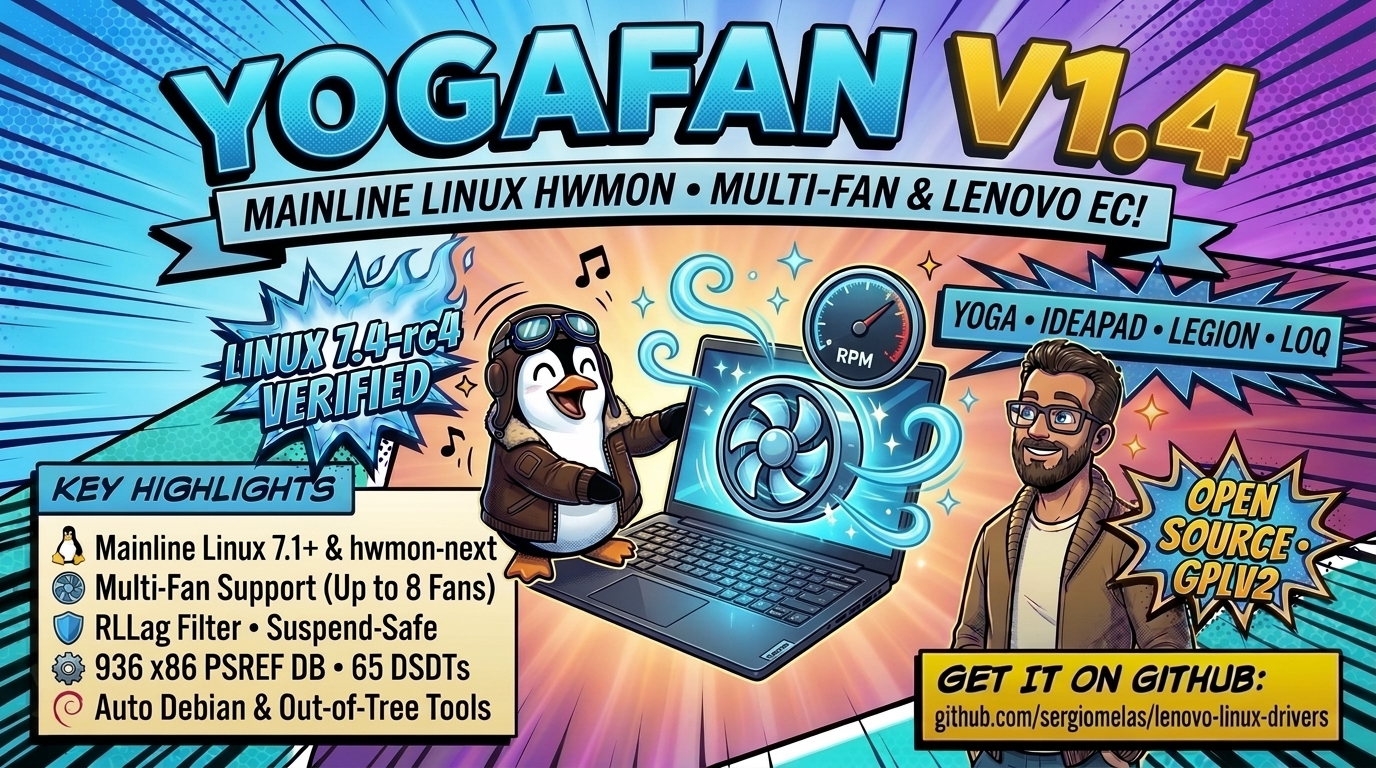 YOGAFAN V1.4
MAINLINE LINUX HWMON • MULTI-FAN & LENOVO EC!
LINUX 7.4-rc4
VERIFIED
RPM
YOGA • IDEAPAD • LEGION • LOQ
KEY HIGHLIGHTS
Mainline Linux 7.1+ & hwmon-next
Multi-Fan Support (Up to 8 Fans)
RLLag Filter • Suspend-Safe
936 x86 PSREF DB • 65 DSDTs
Auto Debian & Out-of-Tree Tools
OPEN
SOURCE •
GPLV2
GET IT ON GITHUB:
github.com/sergiomelas/lenovo-linux-drivers